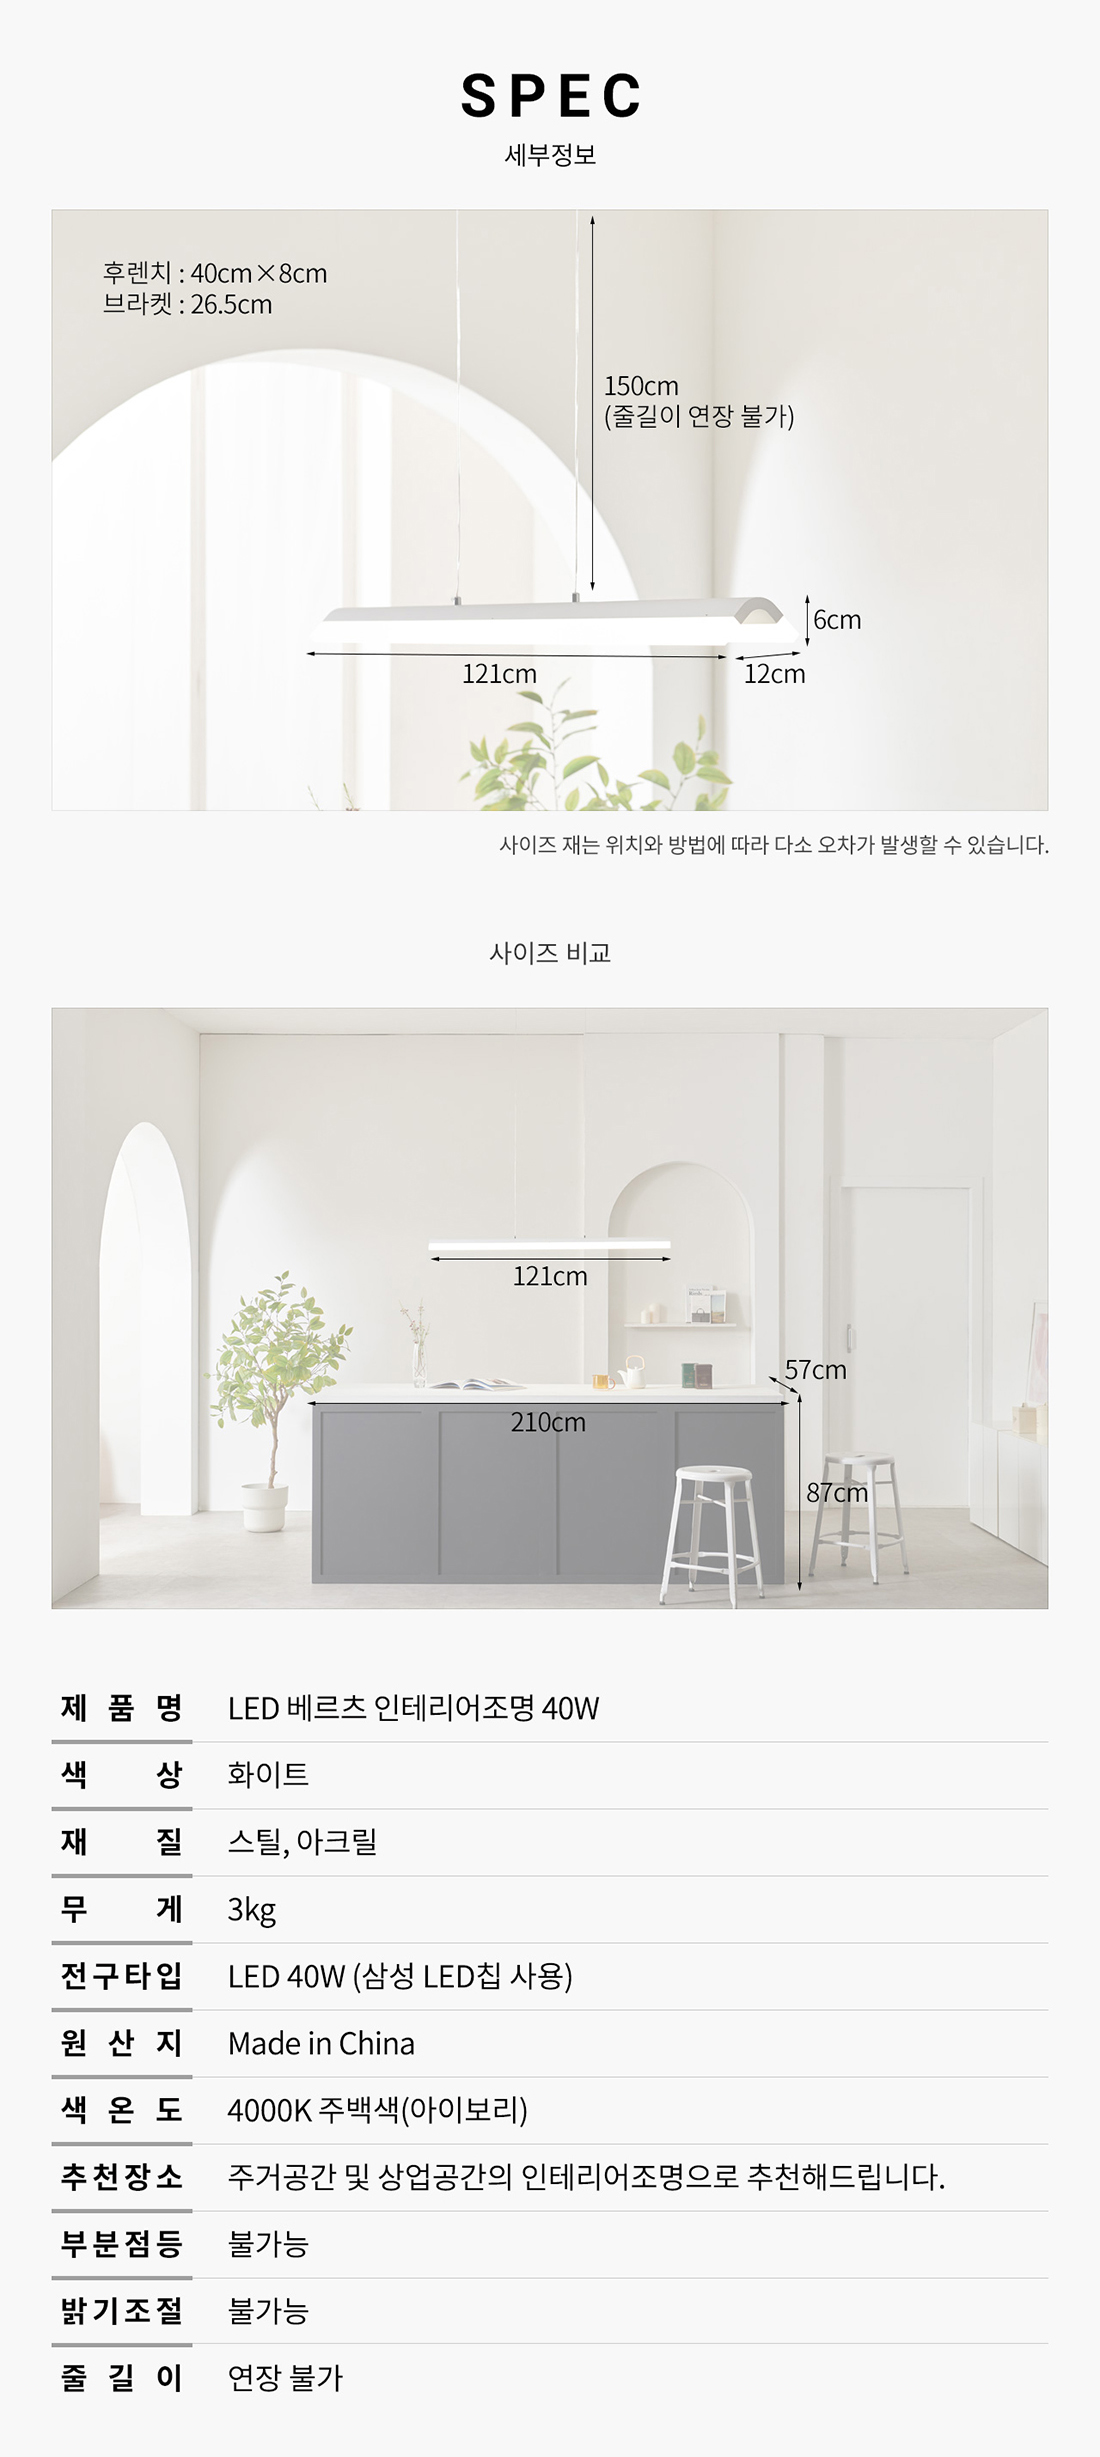 SPEC
세부정보
후렌치 : 40cm×8cm
브라켓 : 26.5cm
150cm
(줄길이 연장 불가)
6cm
121cm
12cm
사이즈 재는 위치와 방법에 따라 다소 오차가 발생할 수 있습니다.
사이즈 비교
121cm
57cm
210cm
87cm
제 품 명 LED 베르츠 인테리어조명 40W
색 상 화이트
재 질 스틸, 아크릴
무 게 3kg
전구타입 LED 40W (삼성 LED칩 사용)
원 산 지 Made in China
색 온 도 4000K 주백색(아이보리)
추천장소 주거공간 및 상업공간의 인테리어조명으로 추천해드립니다.
부분점등 불가능
밝기조절 불가능
줄 길 이 연장 불가